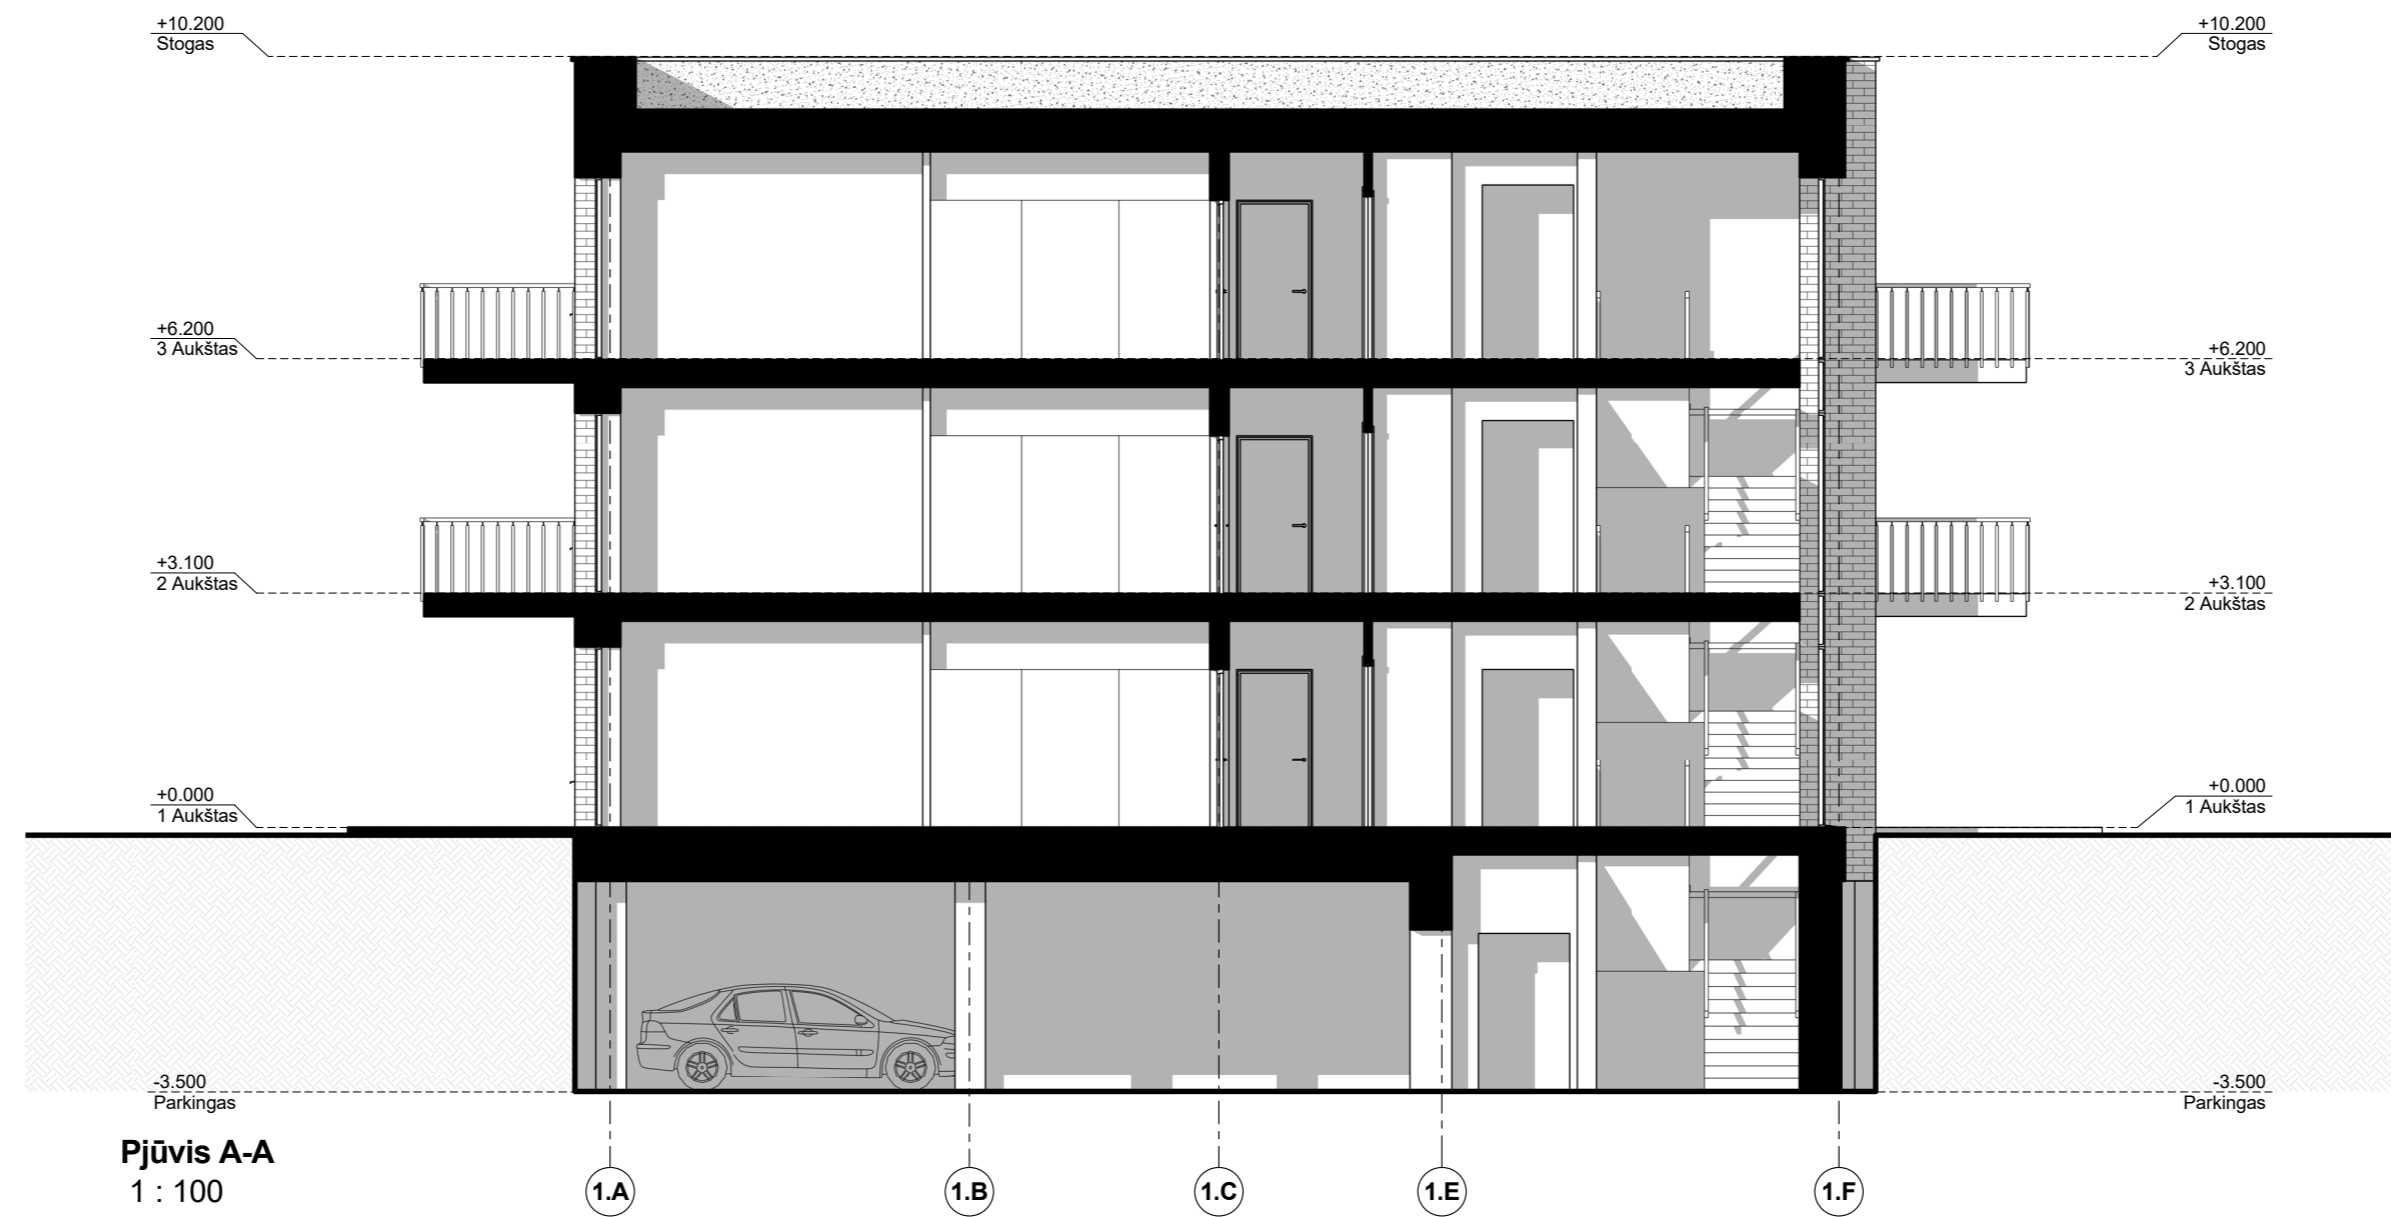 +10.200
Stogas
+10.200
Stogas
+6.200
3 Aukštas
+6.200
3 Aukštas
+3.100
2 Aukštas
+3.100
2 Aukštas
+0.000
1 Aukštas
+0.000
1 Aukštas
-3.500
Parkingas
-3.500
Parkingas
Pjūvis A-A
1 : 100
1.A
1.B
1.C
1.E
1.F